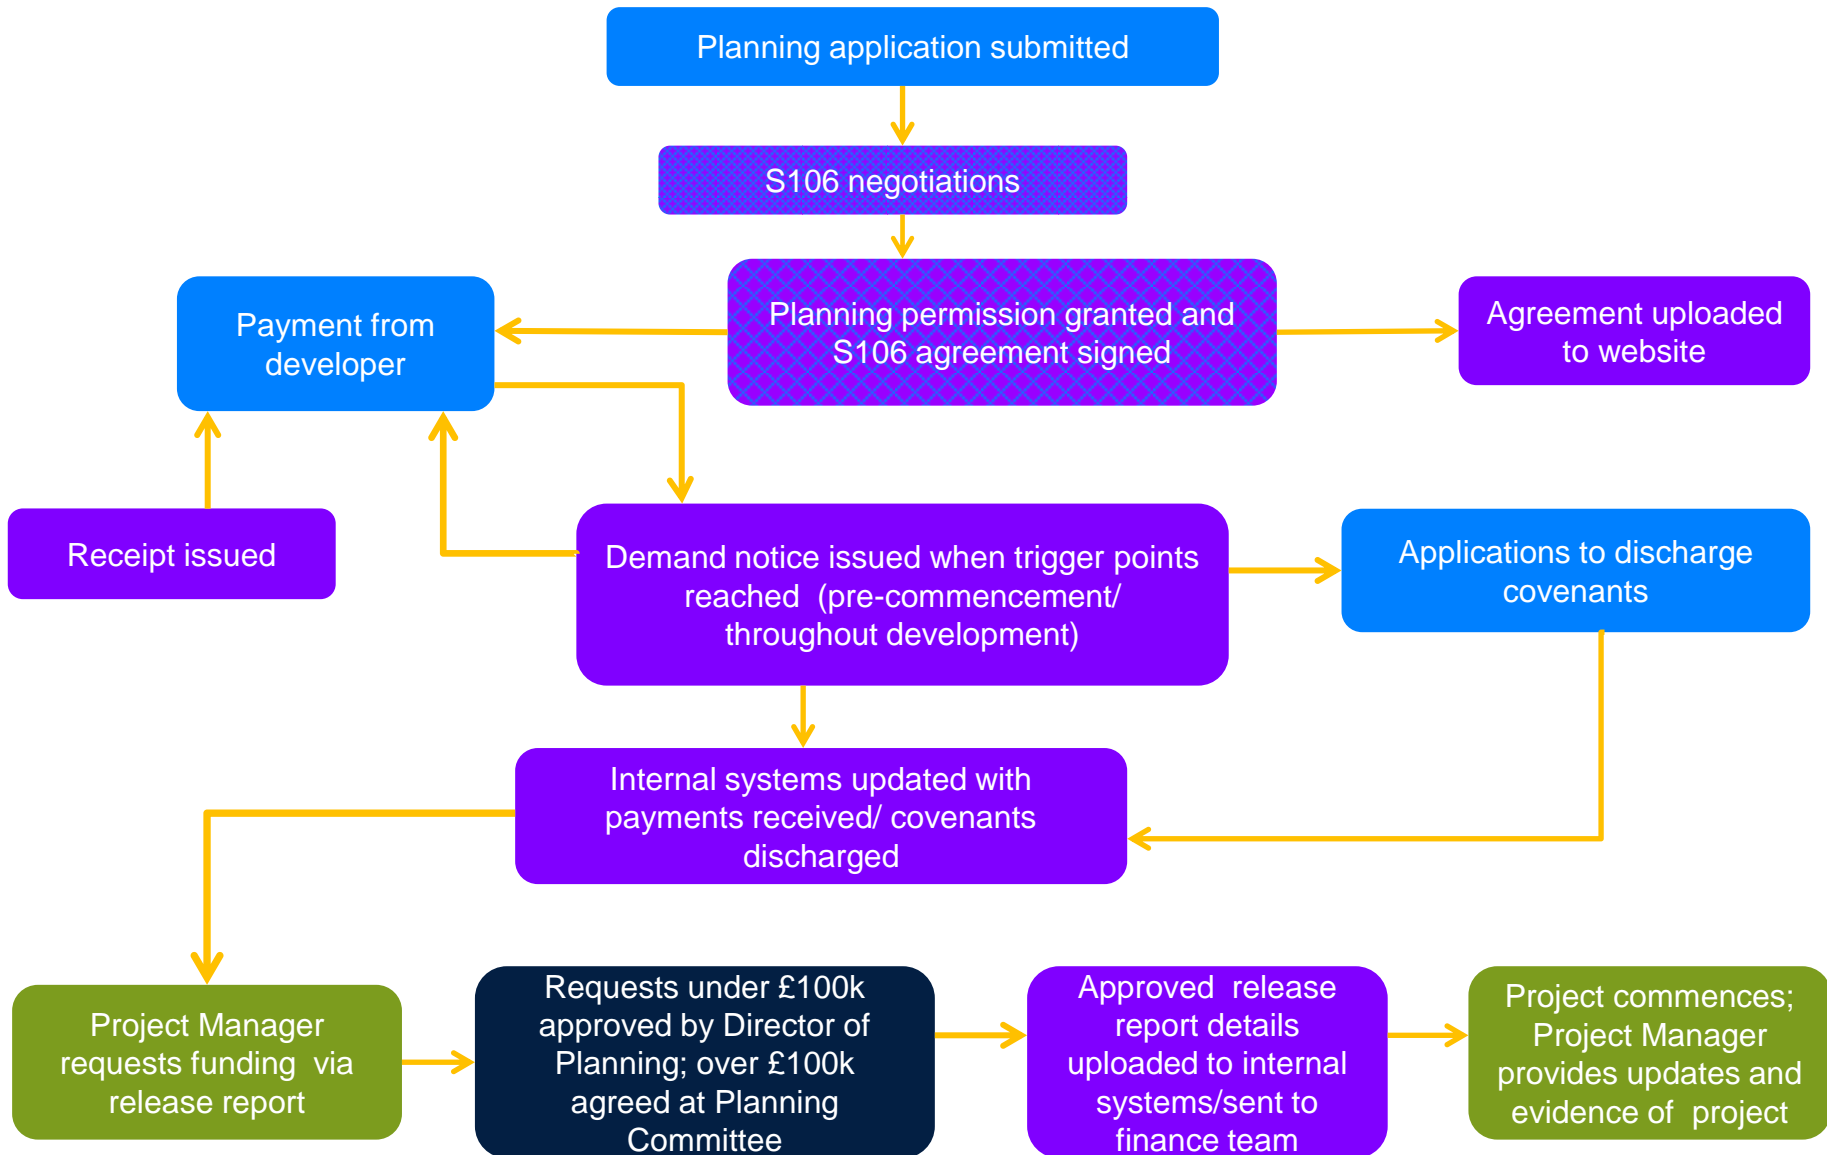 Planning application submitted
S106 negotiations
Planning permission granted and
S106 agreement signed
Payment from
developer
Agreement uploaded
to website
Receipt issued
Demand notice issued when trigger points
reached  (pre-commencement/
throughout development)
Applications to discharge
covenants
Internal systems updated with
payments received/ covenants
discharged
Project Manager
requests funding  via
release report
Requests under £100k
approved by Director of
Planning; over £100k
agreed at Planning
Committee
Approved  release
report details
uploaded to internal
systems/sent to
finance team
Project commences;
Project Manager
provides updates and
evidence of  project